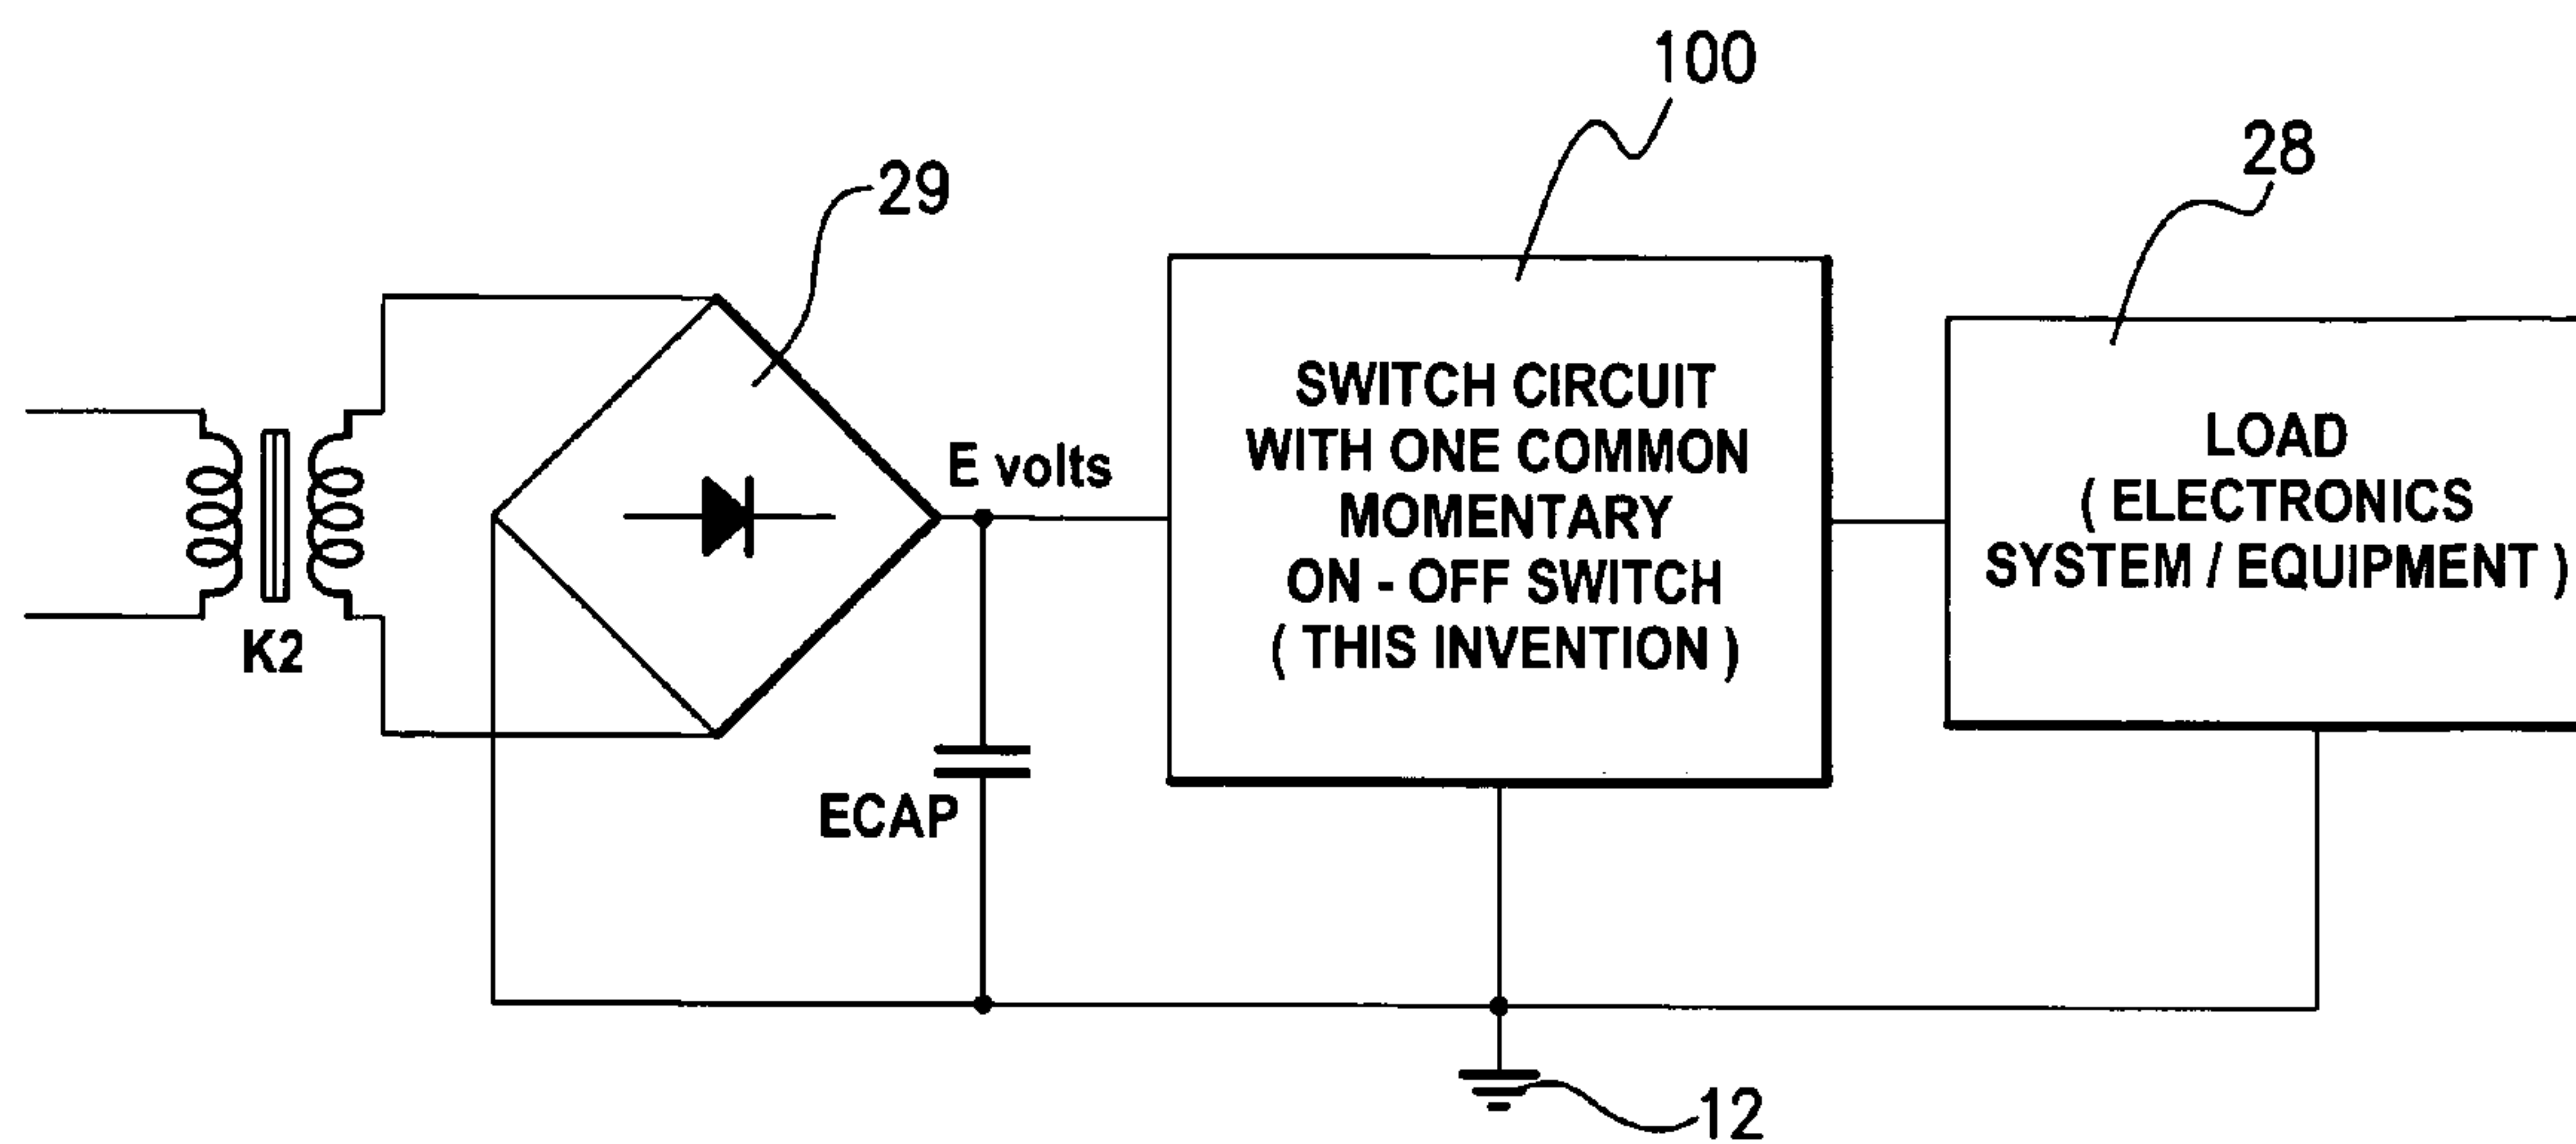 100
28
29
E volts
SWITCH CIRCUIT
WITH ONE COMMON
MOMENTARY
ON - OFF SWITCH
( THIS INVENTION )
LOAD
( ELECTRONICS
SYSTEM / EQUIPMENT )
K2
ECAP
12